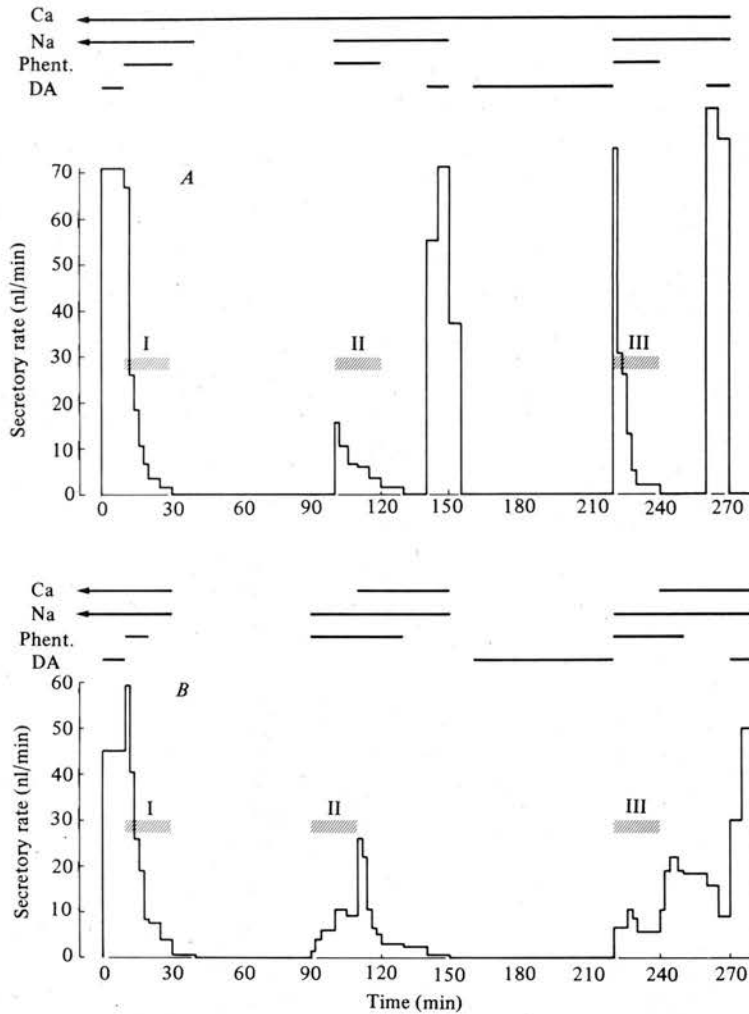 Ca
Na
Phent.
DA
70
A
60
50
Secretory rate (nl/min)
40
30
I
II
III
20
10
0
0
30
60
90
120
150
180
210
240
270
Ca
Na
Phent.
DA
60
B
50
Secretory rate (nl/min)
40
30
I
II
III
20
10
0
0
30
60
90
120
150
180
210
240
270
Time (min)